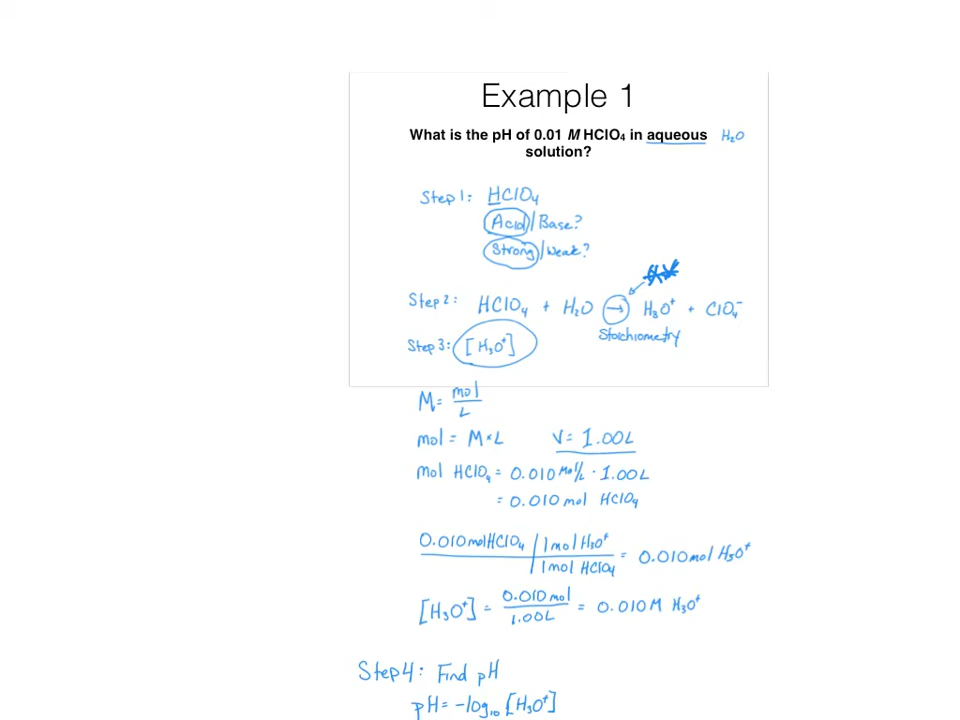 Example 1
What is the pH of 0.01 M HClO₄ in aqueous H₂O
solution?
Step 1: HClO₄
Acid/Base?
Strong/Weak?
Step 2: HClO₄ + H₂O → H₃O⁺ + ClO₄⁻
Stoichiometry
Step 3: [H₃O⁺]
M = mol/L
mol = M × L V = 1.00L
mol HClO₄ = 0.010 mol/L · 1.00L
= 0.010 mol HClO₄
0.010 mol HClO₄ | 1 mol H₃O⁺ = 0.010 mol H₃O⁺
1 mol HClO₄
[H₃O⁺] = 0.010 mol / 1.00L = 0.010 M H₃O⁺
Step 4: Find pH
pH = -log₁₀ [H₃O⁺]